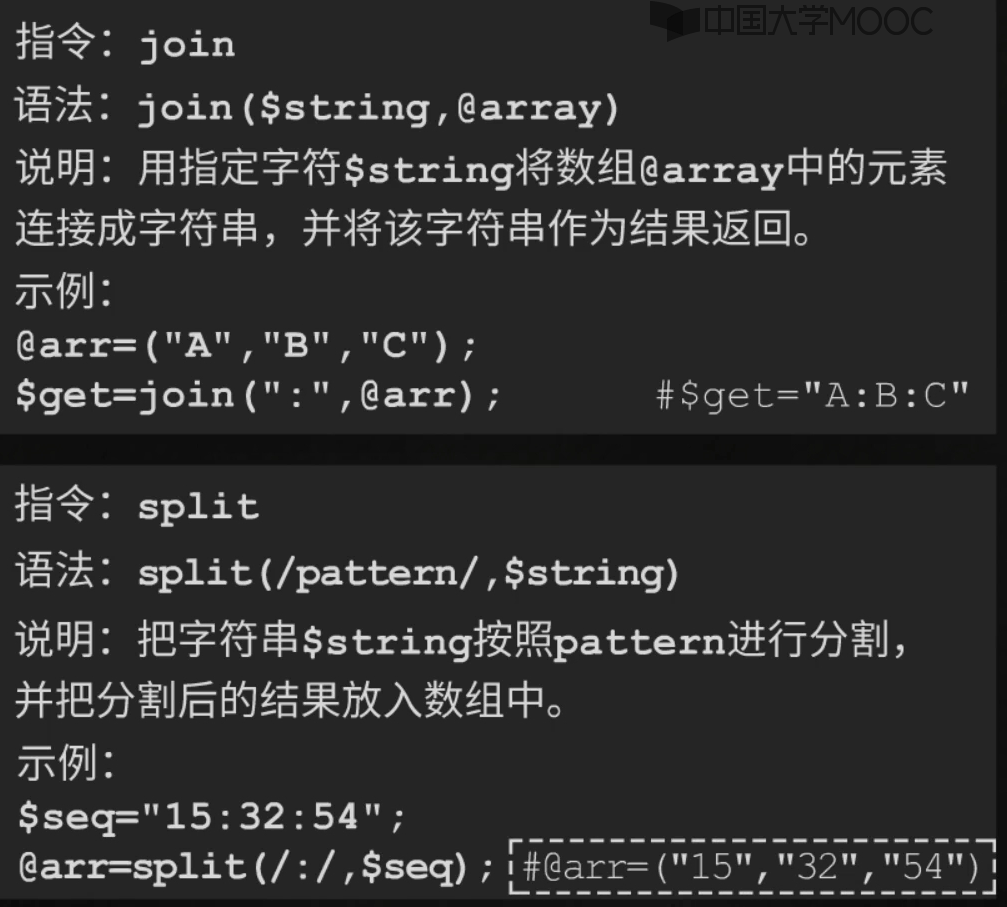 中国大学MOOC
指令：join
语法：join($string,@array)
说明：用指定字符$string将数组@array中的元素
连接成字符串，并将该字符串作为结果返回。
示例：
@arr=("A","B","C");
$get=join(":",@arr); #$get="A:B:C"
指令：split
语法：split(/pattern/,$string)
说明：把字符串$string按照pattern进行分割，
并把分割后的结果放入数组中。
示例：
$seq="15:32:54";
@arr=split(/:/,$seq); #@arr=("15","32","54")